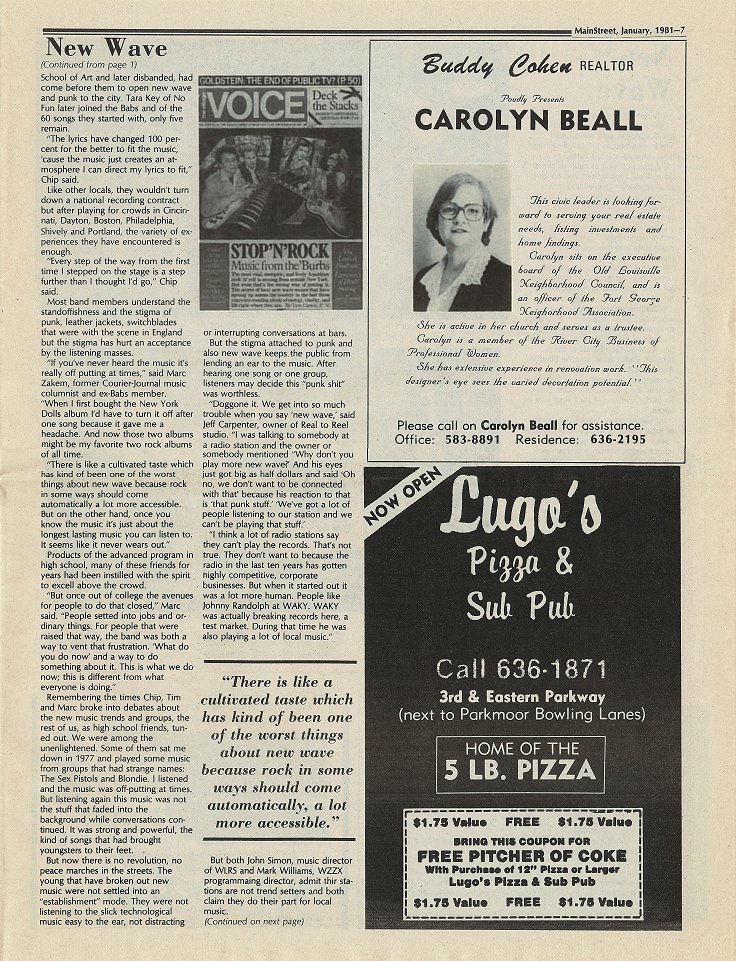 MainStreet, January, 1981—7
New Wave
(Continued from page 1)
School of Art and later disbanded, had
come before them to open new wave
and punk to the city. Tara Key of No
Fun later joined the Babs and of the
60 songs they started with, only five
remain.
"The lyrics have changed 100 per-
cent for the better to fit the music,
'cause the music just creates an at-
mosphere I can direct my lyrics to fit,"
Chip said.
Like other locals, they wouldn't turn
down a national recording contract
but after playing for crowds in Cincin-
nati, Dayton, Boston, Philadelphia,
Shively and Portland, the variety of ex-
periences they have encountered is
enough.
"Every step of the way from the first
time I stepped on the stage is a step
further than I thought I'd go," Chip
said.
Most band members understand the
standoffishness and the stigma of
punk, leather jackets, switchblades
that were with the scene in England
but the stigma has hurt an acceptance
by the listening masses.
"If you've never heard the music it's
really off putting at times," said Marc
Zakem, former Courier-Journal music
columnist and ex-Babs member.
"When I first bought the New York
Dolls album I'd have to turn it off after
one song because it gave me a
headache. And now those two albums
might be my favorite two rock albums
of all time.
"There is like a cultivated taste which
has kind of been one of the worst
things about new wave because rock
in some ways should come
automatically a lot more accessible.
But on the other hand, once you
know the music it's just about the
longest lasting music you can listen to.
It seems like it never wears out."
Products of the advanced program in
high school, many of these friends for
years had been instilled with the spirit
to excell above the crowd.
"But once out of college the avenues
for people to do that closed," Marc
said. "People setted into jobs and or-
dinary things. For people that were
raised that way, the band was both a
way to vent that frustration. 'What do
you do now' and a way to do
something about it. This is what we do
now; this is different from what
everyone is doing."
Remembering the times Chip, Tim
and Marc broke into debates about
the new music trends and groups, the
rest of us, as high school friends, tun-
ed out. We were among the
unenlightened. Some of them sat me
down in 1977 and played some music
from groups that had strange names:
The Sex Pistols and Blondie. I listened
and the music was off-putting at times.
But listening again this music was not
the stuff that faded into the
background while conversations con-
tinued. It was strong and powerful, the
kind of songs that had brought
youngsters to their feet.
But now there is no revolution, no
peace marches in the streets. The
young that have broken out new
music were not settled into an
"establishment" mode. They were not
listening to the slick technological
music easy to the ear, not distracting
GOLDSTEIN: THE END OF PUBLIC TV? (P. 50)
VOICE
Deck
the Stacks
STOP'N'ROCK
Music from the 'Burbs
or interrupting conversations at bars.
But the stigma attached to punk and
also new wave keeps the public from
lending an ear to the music. After
hearing one song or one group,
listeners may decide this "punk shit"
was worthless.
"Doggone it. We get into so much
trouble when you say 'new wave,' said
Jeff Carpenter, owner of Real to Reel
studio. "I was talking to somebody at
a radio station and the owner or
somebody mentioned "Why don't you
play more new wave?' And his eyes
just got big as half dollars and said 'Oh
no, we don't want to be connected
with that' because his reaction to that
is 'that punk stuff.' 'We've got a lot of
people listening to our station and we
can't be playing that stuff.'
"I think a lot of radio stations say
they can't play the records. That's not
true. They don't want to because the
radio in the last ten years has gotten
highly competitive, corporate
businesses. But when it started out it
was a lot more human. People like
Johnny Randolph at WAKY. WAKY
was actually breaking records here, a
test market. During that time he was
also playing a lot of local music."
"There is like a
cultivated taste which
has kind of been one
of the worst things
about new wave
because rock in some
ways should come
automatically, a lot
more accessible."
But both John Simon, music director
of WLRS and Mark Williams, WZZX
programmaing director, admit thir sta-
tions are not trend setters and both
claim they do their part for local
music.
(Continued on next page)
Buddy Cohen REALTOR
Proudly Presents
CAROLYN BEALL
This civic leader is looking for-
ward to serving your real estate
needs, listing investments and
home findings.
Carolyn sits on the executive
board of the Old Louisville
Neighborhood Council, and is
an officer of the Fort George
Neighorhood Association.
She is active in her church and serves as a trustee.
Carolyn is a member of the River City Business of
Professional Women.
She has extensive experience in renovation work. "This
designer's eye sees the varied decortation potential."
Please call on Carolyn Beall for assistance.
Office: 583-8891 Residence: 636-2195
NOW OPEN
Lugo's
Pizza &
Sub Pub
Call 636-1871
3rd & Eastern Parkway
(next to Parkmoor Bowling Lanes)
HOME OF THE
5 LB. PIZZA
$1.75 Value FREE $1.75 Value
BRING THIS COUPON FOR
FREE PITCHER OF COKE
With Purchase of 12" Pizza or Larger
Lugo's Pizza & Sub Pub
$1.75 Value FREE $1.75 Value